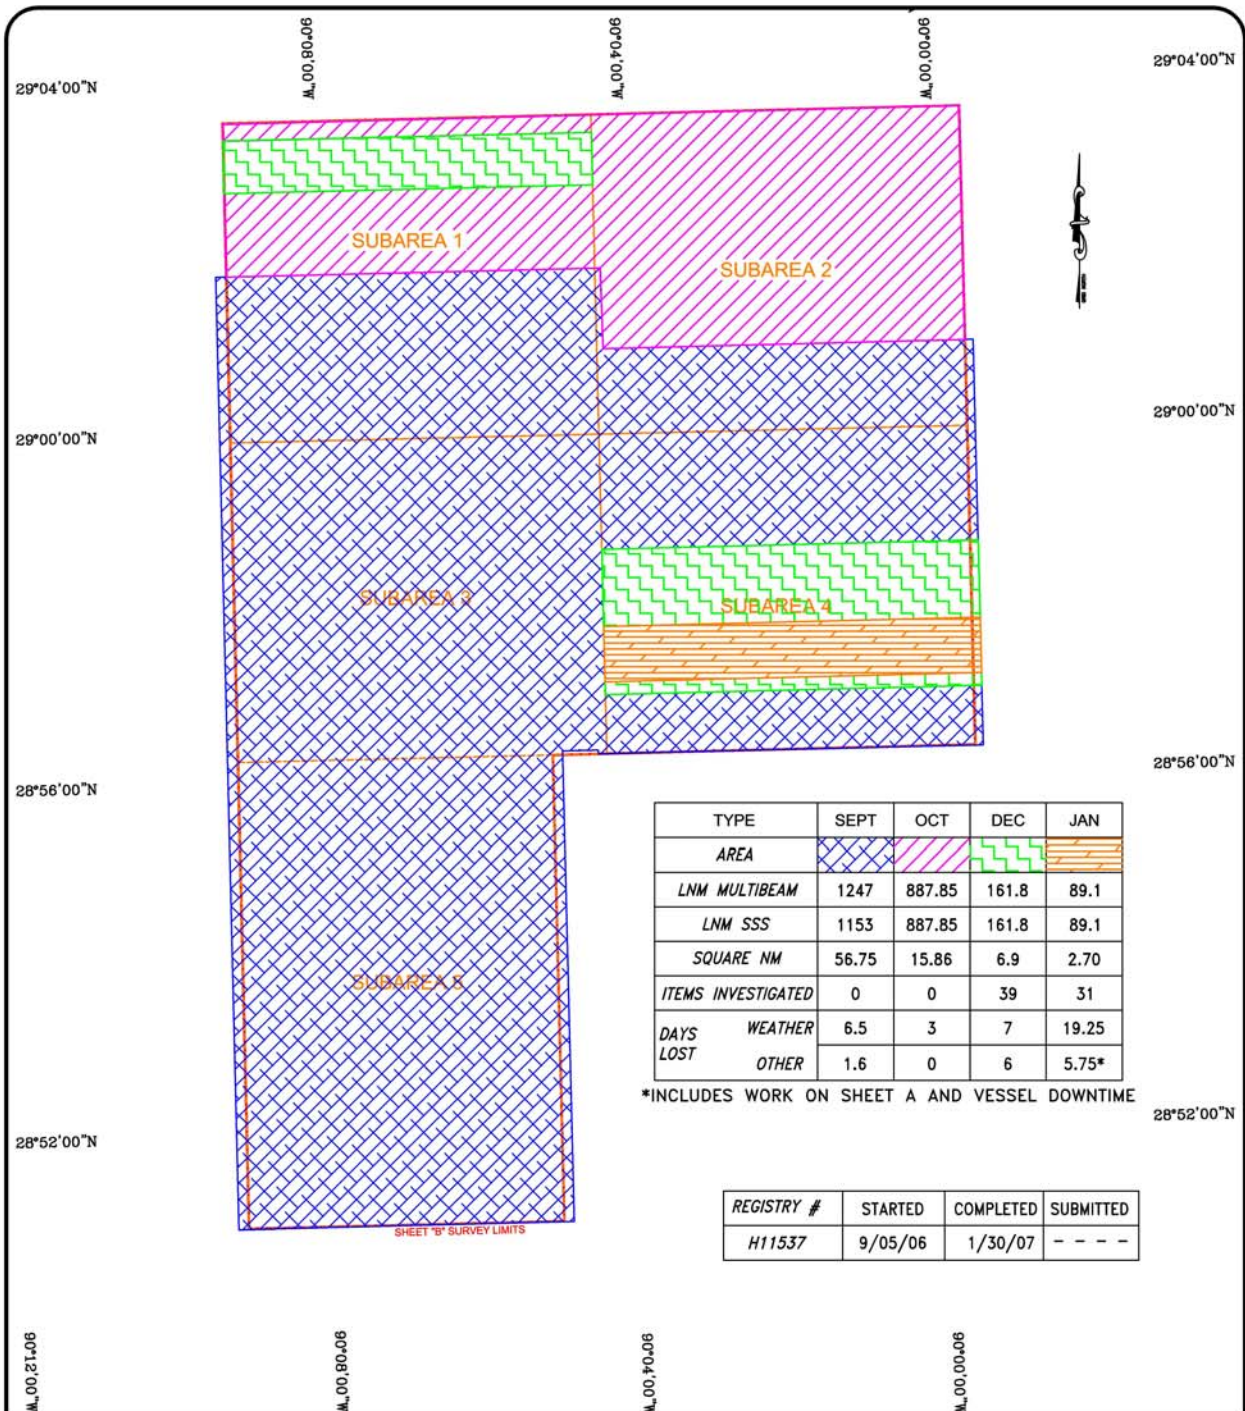 90°08'00"W 90°04'00"W 90°00'00"W
29°04'00"N 29°04'00"N
SUBAREA 1
SUBAREA 2
29°00'00"N 29°00'00"N
SUBAREA 3
SUBAREA 4
28°56'00"N 28°56'00"N
TYPE SEPT OCT DEC JAN
AREA
LNM MULTIBEAM 1247 887.85 161.8 89.1
LNM SSS 1153 887.85 161.8 89.1
SQUARE NM 56.75 15.86 6.9 2.70
ITEMS INVESTIGATED 0 0 39 31
DAYS LOST WEATHER 6.5 3 7 19.25
OTHER 1.6 0 6 5.75*
*INCLUDES WORK ON SHEET A AND VESSEL DOWNTIME
SUBAREA 5
28°52'00"N 28°52'00"N
SHEET "B" SURVEY LIMITS
REGISTRY # STARTED COMPLETED SUBMITTED
H11537 9/05/06 1/30/07 - - - -
90°12'00"W 90°08'00"W 90°04'00"W 90°00'00"W